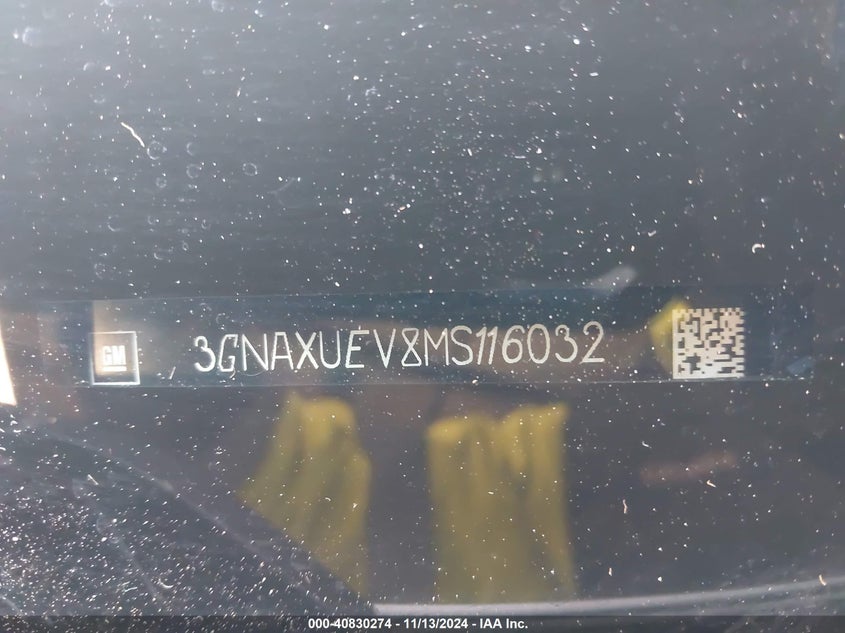 GM
3GNAXUEV8MS116032
000-40830274 - 11/13/2024 - IAA Inc.